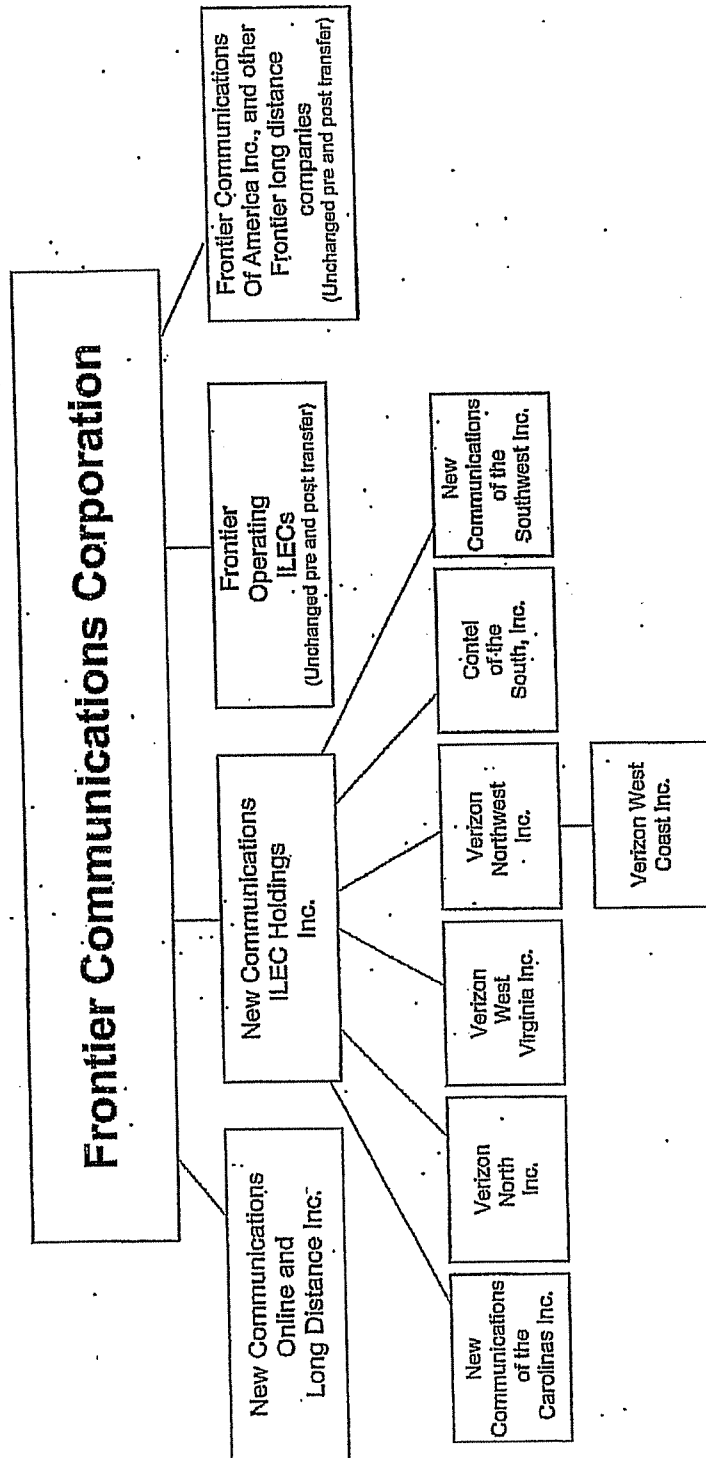 Frontier Communications Corporation
New Communications
Online and
Long Distance Inc.
New Communications
ILEC Holdings
Inc.
Frontier
Operating
ILECs
(Unchanged pre and post transfer)
Frontier Communications
Of America Inc., and other
Frontier long distance
companies
(Unchanged pre and post transfer)
New
Communications
of the
Carolinas Inc.
Verizon
North
Inc.
Verizon
West
Virginia Inc.
Verizon
Northwest
Inc.
Contel
of the
South, Inc.
New
Communications
of the
Southwest Inc.
Verizon West
Coast Inc.